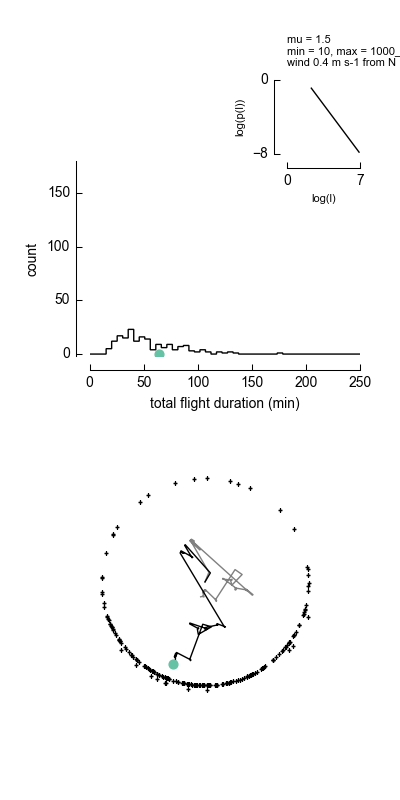 mu = 1.5
min = 10, max = 1000_
wind 0.4 m s-1 from N
0
log(p(l))
−8
0
7
log(l)
150
100
50
0
count
0
50
100
150
200
250
total flight duration (min)